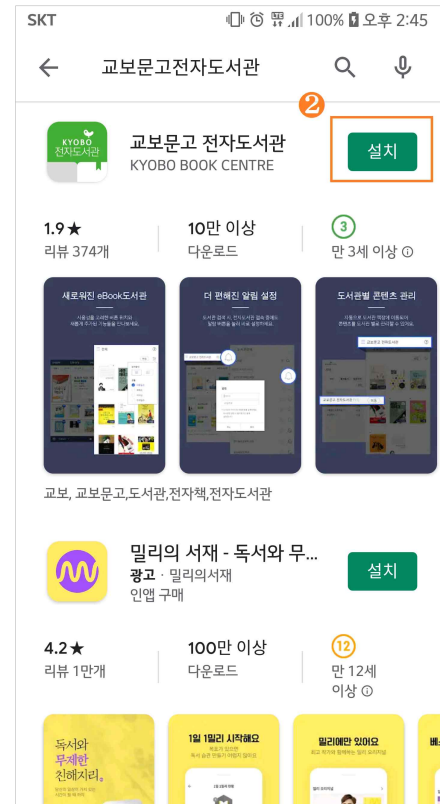 SKT 100% 오후 2:45
교보문고전자도서관
2
KYOBO
전자도서관
교보문고 전자도서관
KYOBO BOOK CENTRE
설치
1.9★ 10만 이상 3
리뷰 374개 다운로드 만 3세 이상
새로워진 eBook도서관 더 편해진 알림 설정 도서관별 콘텐츠 관리
교보, 교보문고,도서관,전자책,전자도서관
밀리의 서재 - 독서와 무...
광고 · 밀리의서재
인앱 구매
설치
4.2★ 100만 이상 12
리뷰 1만개 다운로드 만 12세
이상
독서와
무제한
친해지리.
1일 1밀리 시작해요
밀리에만 있어요